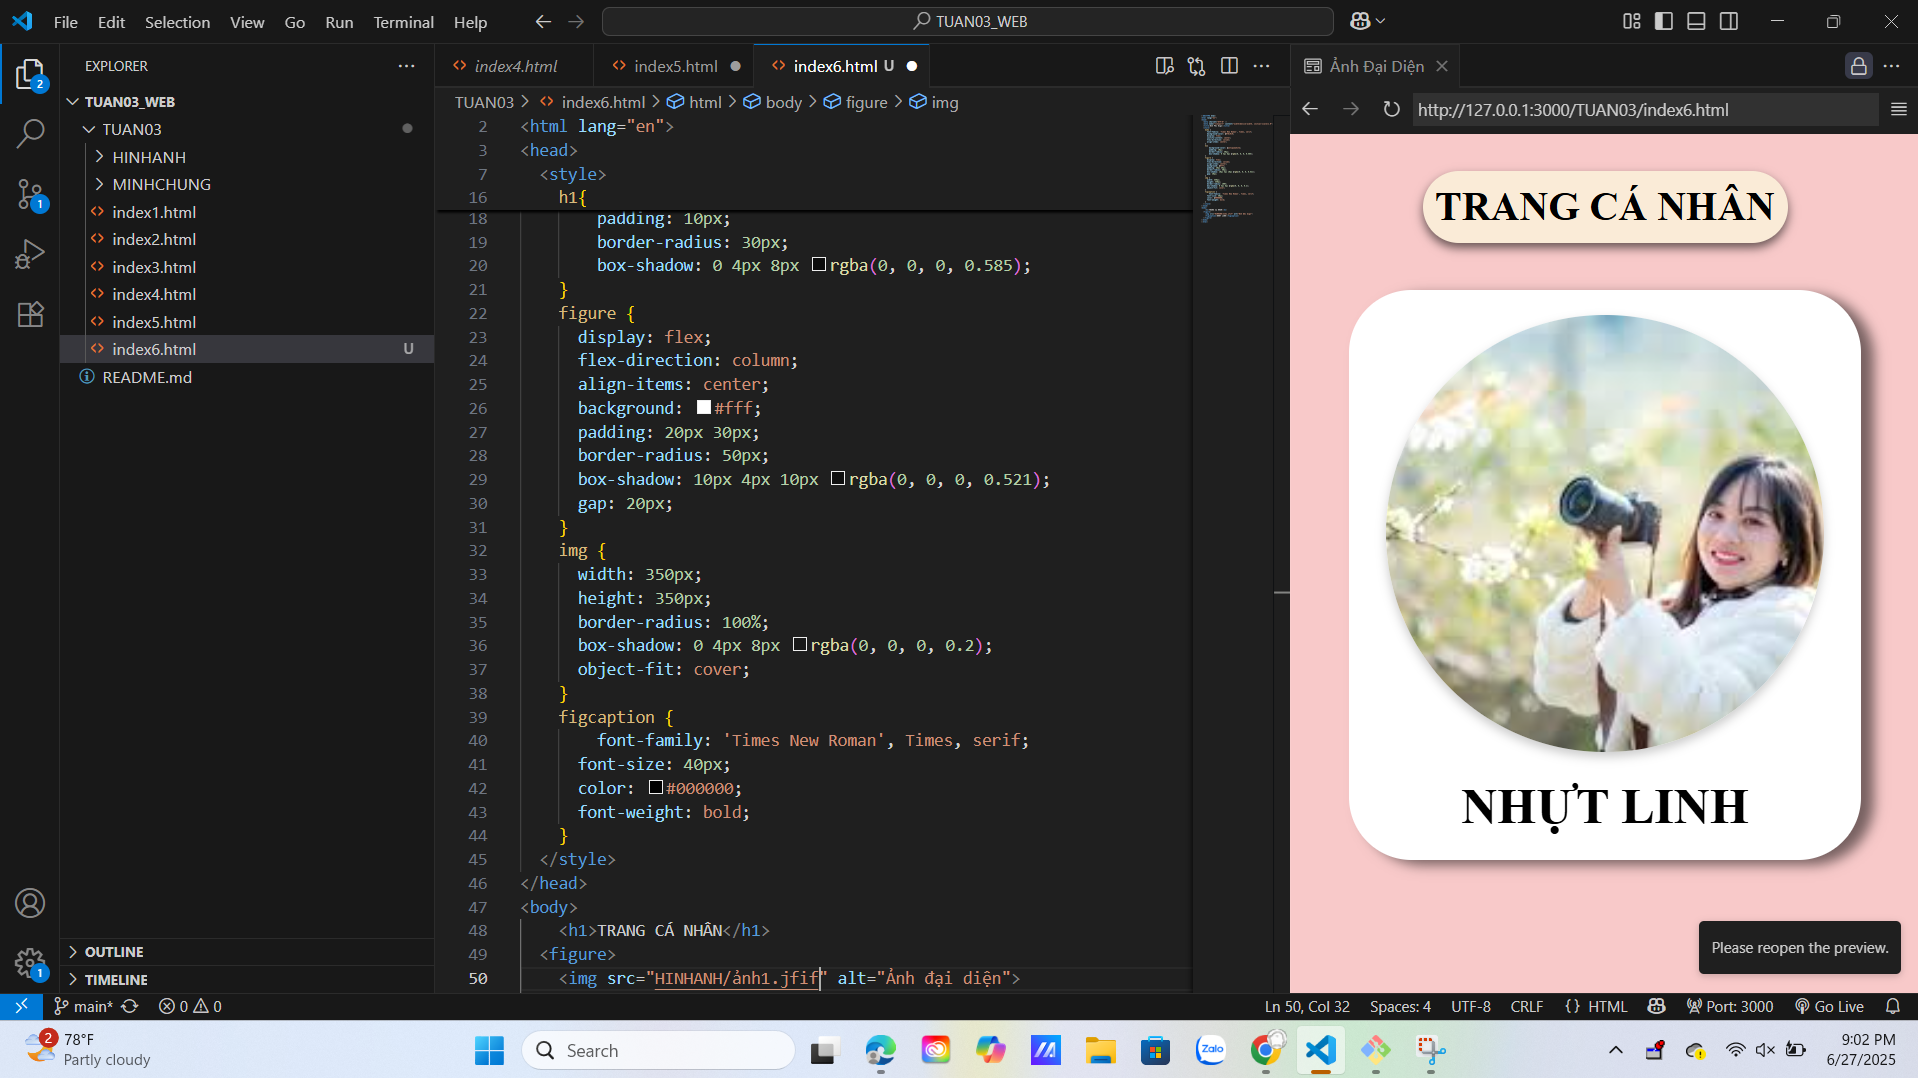 File Edit Selection View Go Run Terminal Help
TUAN03_WEB
EXPLORER
index4.html
index5.html
index6.html U
Ảnh Đại Diện
TUAN03_WEB
TUAN03 > index6.html > html > body > figure > img
http://127.0.0.1:3000/TUAN03/index6.html
TUAN03
HINHANH
MINHCHUNG
index1.html
index2.html
index3.html
index4.html
index5.html
index6.html U
README.md
OUTLINE
TIMELINE
2 <html lang="en">
3 <head>
7 <style>
16 h1{
18 padding: 10px;
19 border-radius: 30px;
20 box-shadow: 0 4px 8px rgba(0, 0, 0, 0.585);
21 }
22 figure {
23 display: flex;
24 flex-direction: column;
25 align-items: center;
26 background: #fff;
27 padding: 20px 30px;
28 border-radius: 50px;
29 box-shadow: 10px 4px 10px rgba(0, 0, 0, 0.521);
30 gap: 20px;
31 }
32 img {
33 width: 350px;
34 height: 350px;
35 border-radius: 100%;
36 box-shadow: 0 4px 8px rgba(0, 0, 0, 0.2);
37 object-fit: cover;
38 }
39 figcaption {
40 font-family: 'Times New Roman', Times, serif;
41 font-size: 40px;
42 color: #000000;
43 font-weight: bold;
44 }
45 </style>
46 </head>
47 <body>
48 <h1>TRANG CÁ NHÂN</h1>
49 <figure>
50 <img src="HINHANH/ảnh1.jfif" alt="Ảnh đại diện">
TRANG CÁ NHÂN
NHỰT LINH
Please reopen the preview.
2
1
1
main* 0 0
Ln 50, Col 32 Spaces: 4 UTF-8 CRLF {} HTML Port: 3000 Go Live
2
78°F
Partly cloudy
Search
Zalo
9:02 PM
6/27/2025